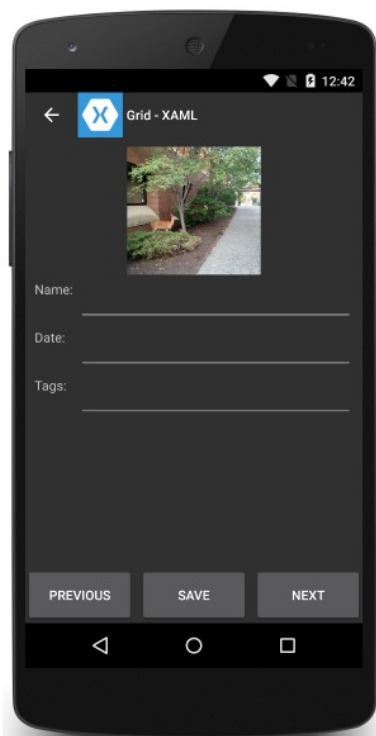 12:42
Grid - XAML
Name:
Date:
Tags:
PREVIOUS
SAVE
NEXT